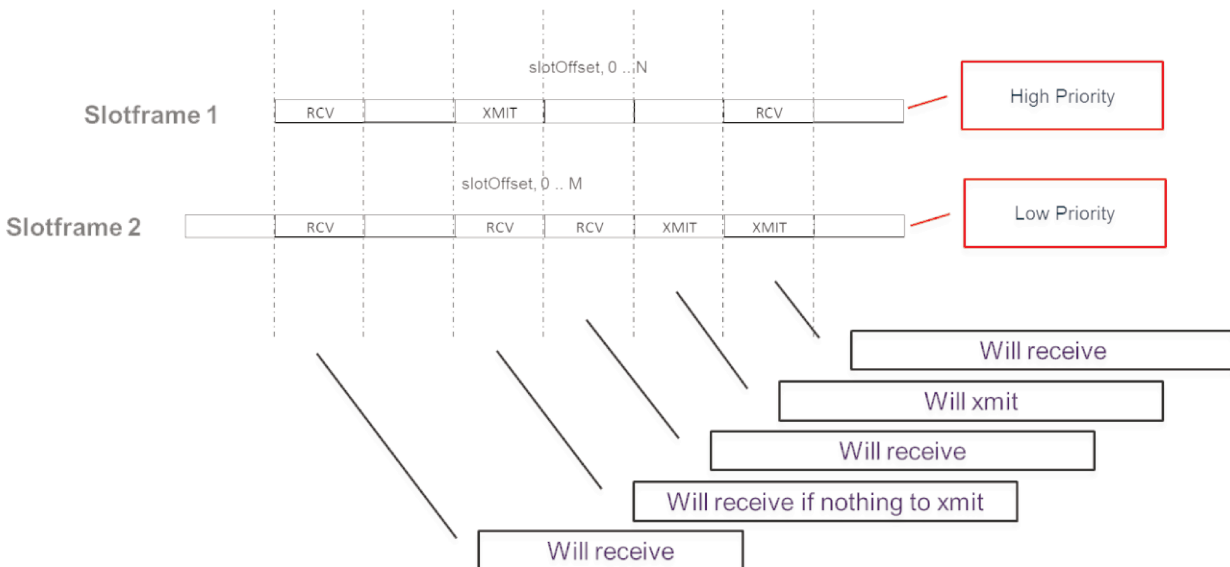 slotOffset, 0 ..N
Slotframe 1
RCV
XMIT
RCV
High Priority
slotOffset, 0 .. M
Slotframe 2
RCV
RCV
RCV
XMIT
XMIT
Low Priority
Will receive
Will xmit
Will receive
Will receive if nothing to xmit
Will receive